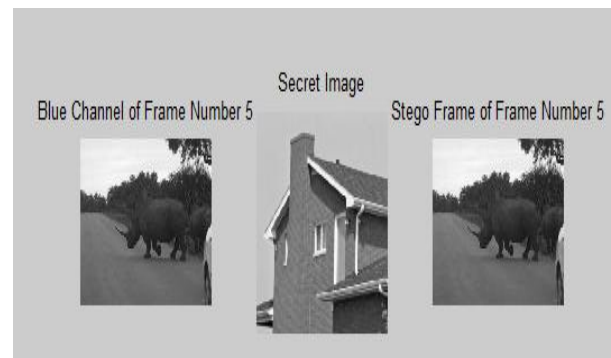 Secret Image
Blue Channel of Frame Number 5
Stego Frame of Frame Number 5